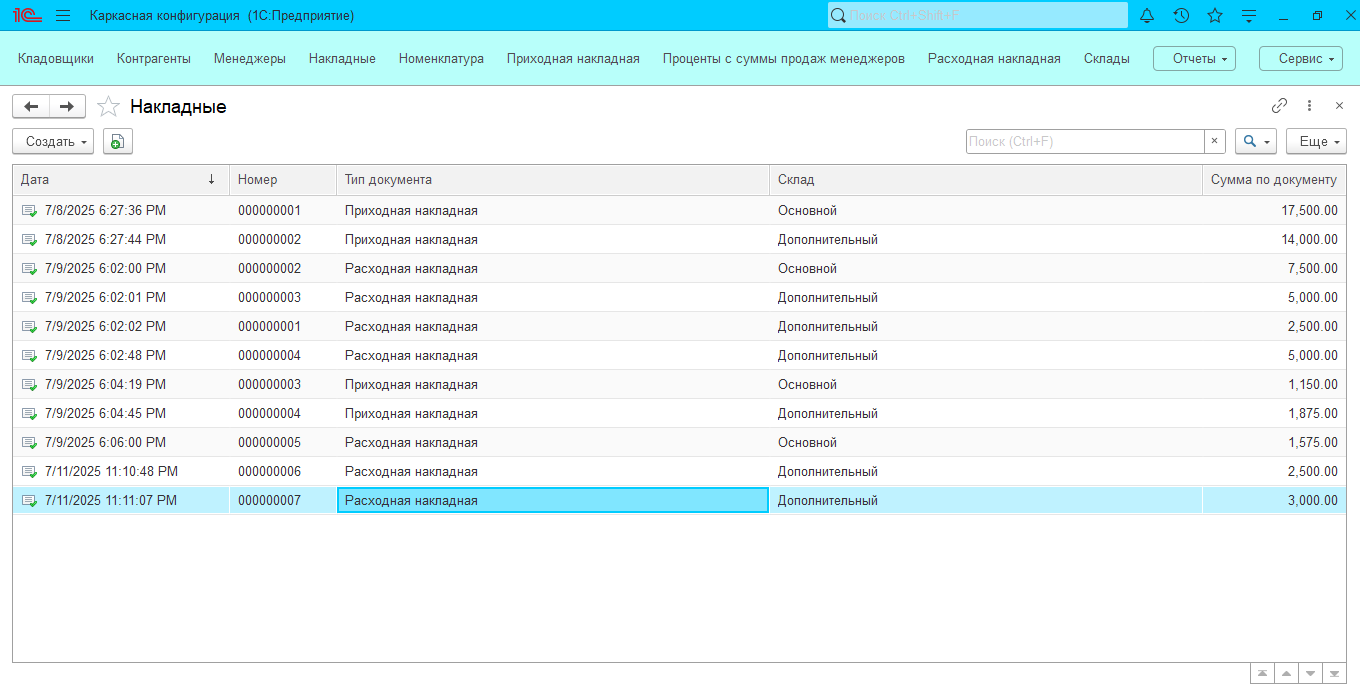 1С Каркасная конфигурация (1С:Предприятие) Поиск Ctrl+Shift+F
Кладовщики Контрагенты Менеджеры Накладные Номенклатура Приходная накладная Проценты с суммы продаж менеджеров Расходная накладная Склады Отчеты Сервис
Накладные
Создать Поиск (Ctrl+F) × Еще
Дата ↓ Номер Тип документа Склад Сумма по документу
7/8/2025 6:27:36 PM 000000001 Приходная накладная Основной 17,500.00
7/8/2025 6:27:44 PM 000000002 Приходная накладная Дополнительный 14,000.00
7/9/2025 6:02:00 PM 000000002 Расходная накладная Основной 7,500.00
7/9/2025 6:02:01 PM 000000003 Расходная накладная Дополнительный 5,000.00
7/9/2025 6:02:02 PM 000000001 Расходная накладная Дополнительный 2,500.00
7/9/2025 6:02:48 PM 000000004 Расходная накладная Дополнительный 5,000.00
7/9/2025 6:04:19 PM 000000003 Приходная накладная Основной 1,150.00
7/9/2025 6:04:45 PM 000000004 Приходная накладная Дополнительный 1,875.00
7/9/2025 6:06:00 PM 000000005 Расходная накладная Основной 1,575.00
7/11/2025 11:10:48 PM 000000006 Расходная накладная Дополнительный 2,500.00
7/11/2025 11:11:07 PM 000000007 Расходная накладная Дополнительный 3,000.00